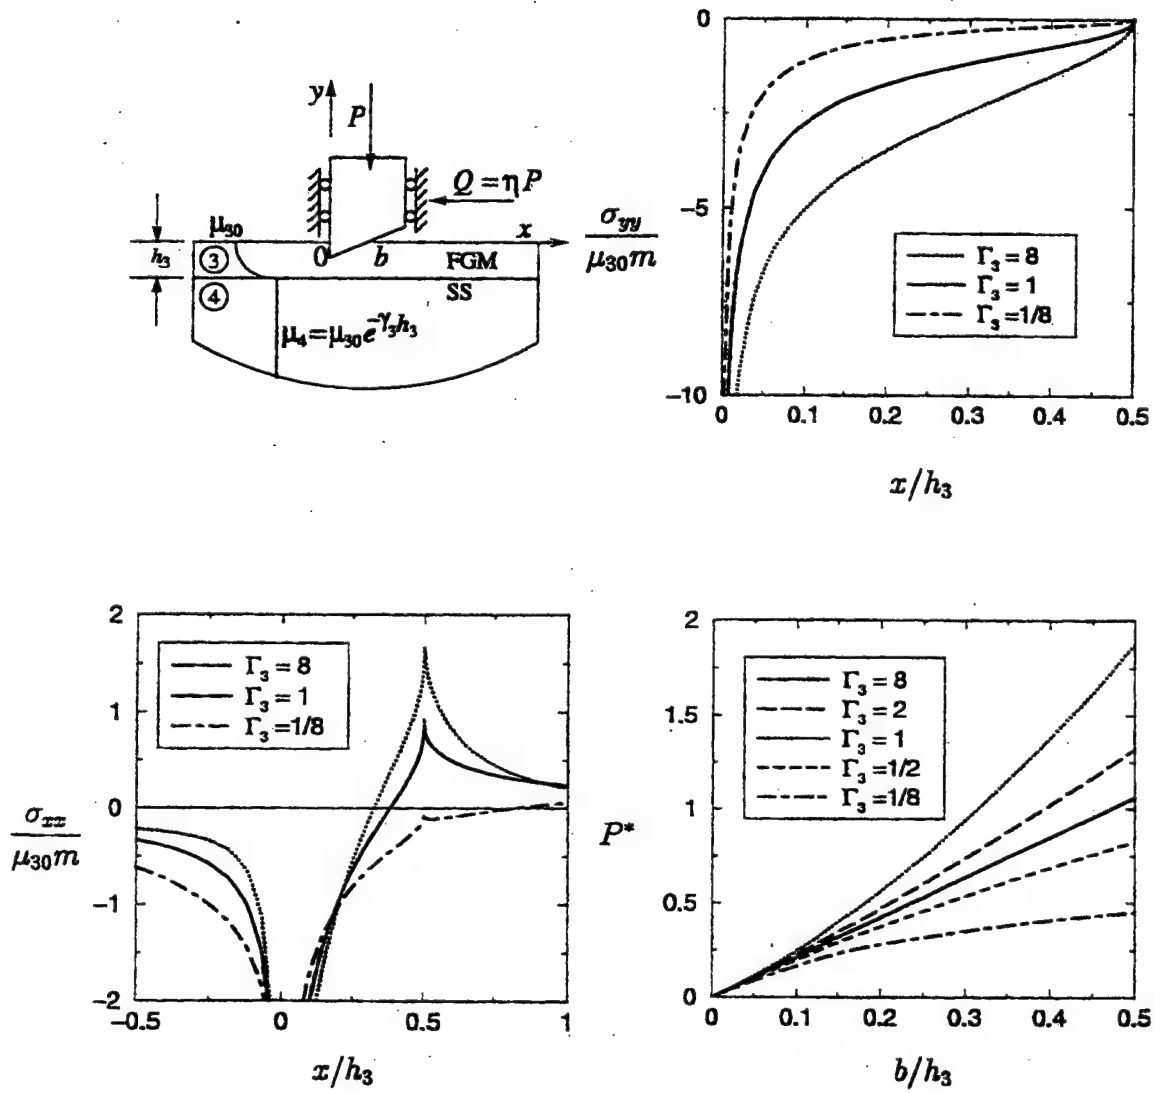 y
P
Q = η P
μ₃₀
x
h₃
③
0
b
FGM
④
SS
μ₄=μ₃₀e^{-γ₃h₃}
0
−5
−10
σ_yy / μ₃₀m
Γ₃ = 8
Γ₃ = 1
Γ₃ =1/8
0 0.1 0.2 0.3 0.4 0.5
x/h₃
2
1
0
−1
−2
σ_xx / μ₃₀m
Γ₃ = 8
Γ₃ = 1
Γ₃ =1/8
−0.5 0 0.5 1
x/h₃
2
1.5
1
0.5
0
P*
Γ₃ = 8
Γ₃ = 2
Γ₃ = 1
Γ₃ =1/2
Γ₃ =1/8
0 0.1 0.2 0.3 0.4 0.5
b/h₃